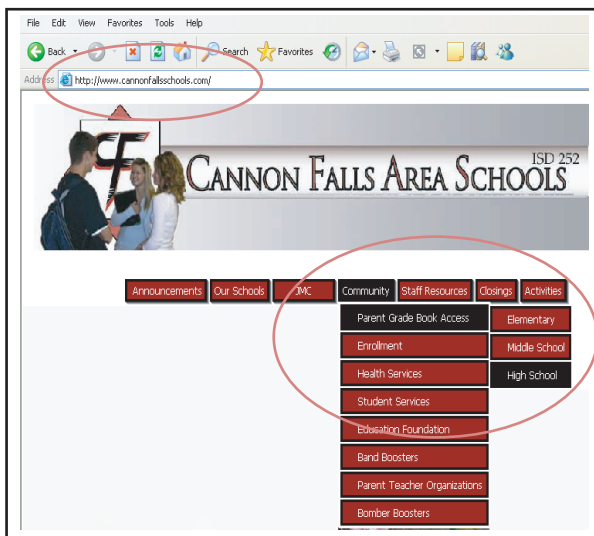 File Edit View Favorites Tools Help
Back Search Favorites
Address http://www.cannonfallsschools.com/
CF
ISD 252
CANNON FALLS AREA SCHOOLS
Announcements Our Schools JMC Community Staff Resources Closings Activities
Parent Grade Book Access Elementary
Enrollment Middle School
Health Services High School
Student Services
Education Foundation
Band Boosters
Parent Teacher Organizations
Bomber Boosters